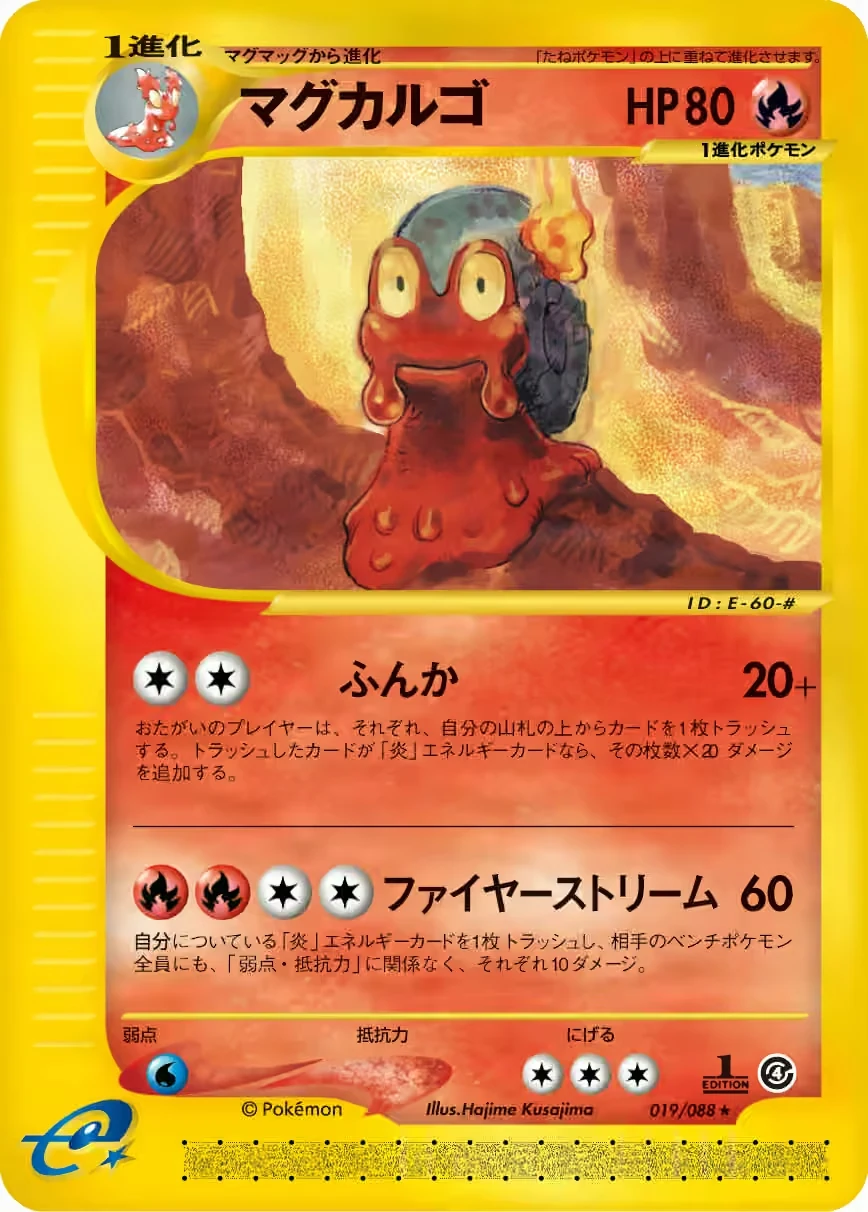 1進化
マグマッグから進化
「たねポケモン」の上に重ねて進化させます。
マグカルゴ
HP80
1進化ポケモン
ID:E-60-#
ふんか 20+
おたがいのプレイヤーは、それぞれ、自分の山札の上からカードを1枚トラッシュ
する。トラッシュしたカードが「炎」エネルギーカードなら、その枚数×20 ダメージ
を追加する。
ファイヤーストリーム 60
自分についている「炎」エネルギーカードを1枚トラッシュし、相手のベンチポケモン
全員にも、「弱点・抵抗力」に関係なく、それぞれ10ダメージ。
弱点 抵抗力 にげる
1
EDITION
4
© Pokémon Illus.Hajime Kusajima 019/088★
e